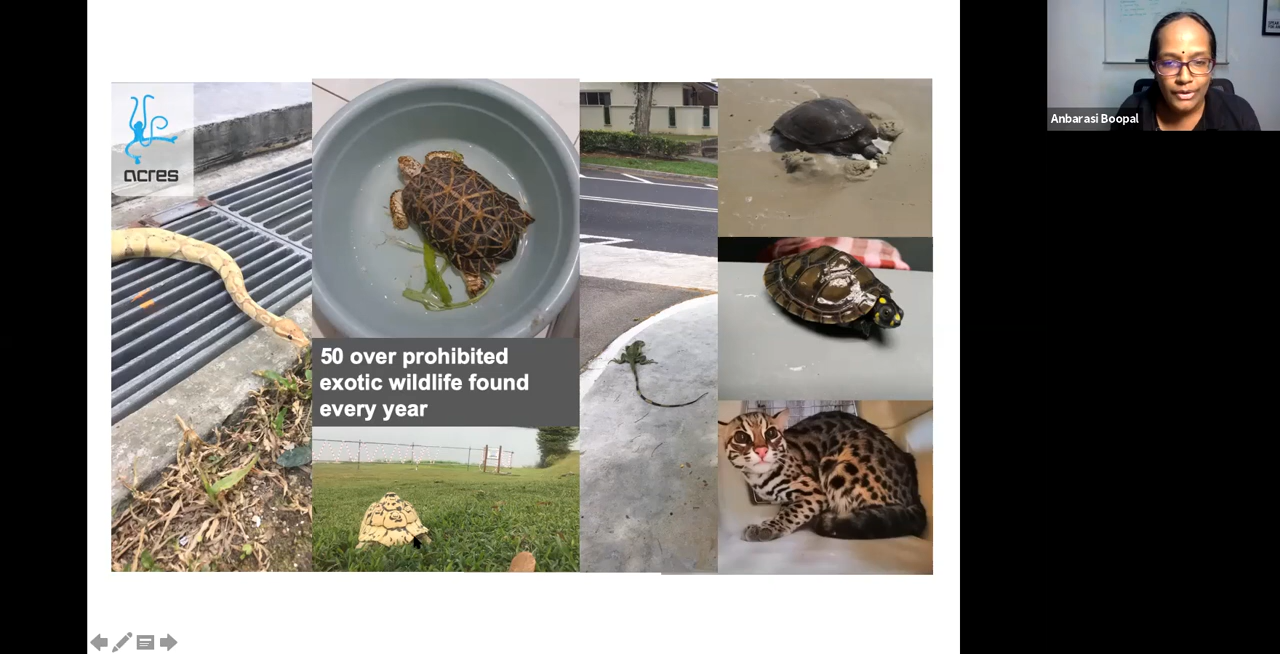 acres
50 over prohibited
exotic wildlife found
every year
Anbarasi Boopal